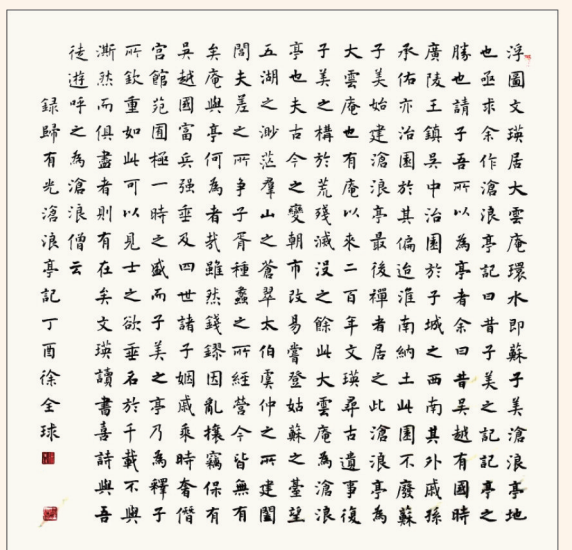 浮圖文瑛居大雲庵環水即蘇子美滄浪亭地
也亟求余作滄浪亭記曰昔子美之記記亭之
勝也請子吾所以為亭者余曰昔吳越有國時
廣陵王鎮吳中治園於子城之西南其外戚孫
承佑亦治園於其偏迨淮南納土此園不廢蘇
子美始建滄浪亭最後禪者居之此滄浪亭為
大雲庵也有庵以來二百年文瑛尋古遺事復
子美之構於荒殘滅沒之餘此大雲庵為滄浪
亭也夫古今之變朝市改易嘗登姑蘇之臺望
五湖之渺茫羣山之蒼翠太伯虞仲之所建闔
閭夫差之所爭子胥種蠡之所經營今皆無有
矣庵與亭何為者哉雖然錢鏐因亂攘竊保有
吳越國富兵强垂及四世諸子姻戚乘時奢僭
宮館苑囿極一時之盛而子美之亭乃為釋子
所欽重如此可以見士之欲垂名於千載不與
澌然而俱盡者則有在矣文瑛讀書喜詩與吾
徒遊呼之為滄浪僧云
録歸有光滄浪亭記丁酉徐全球